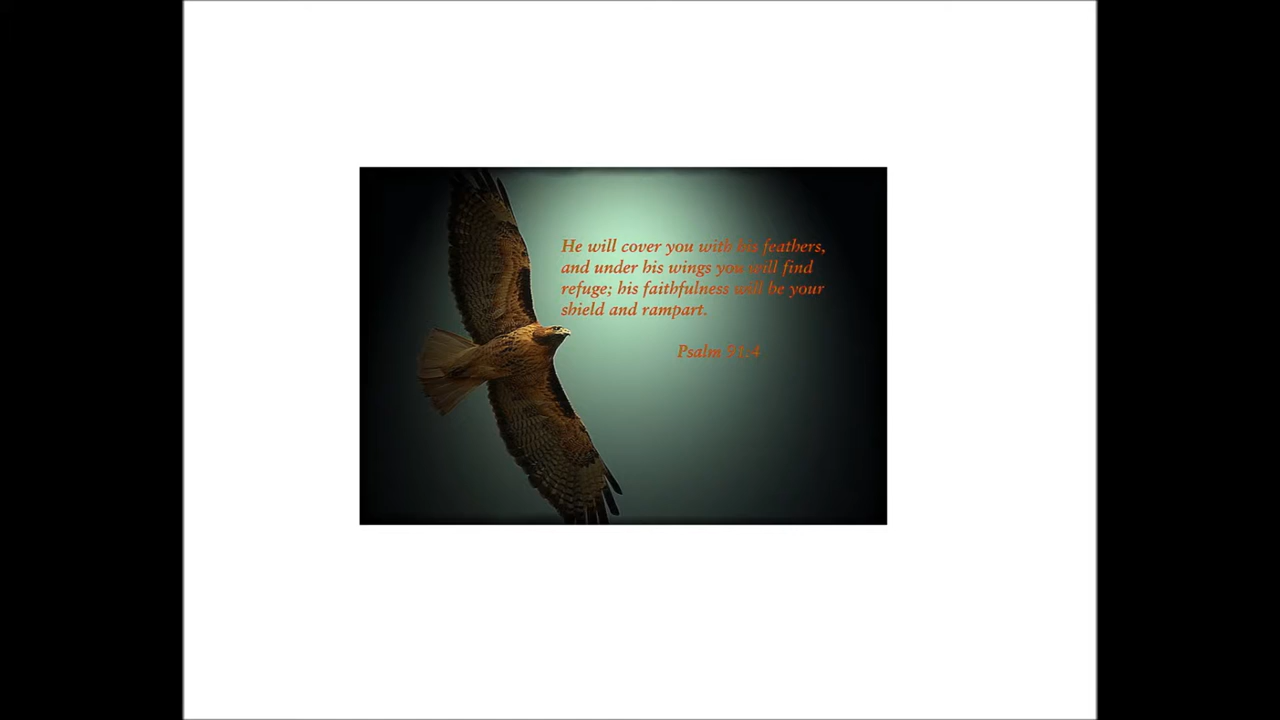 He will cover you with his feathers,
and under his wings you will find
refuge; his faithfulness will be your
shield and rampart.
Psalm 91.4